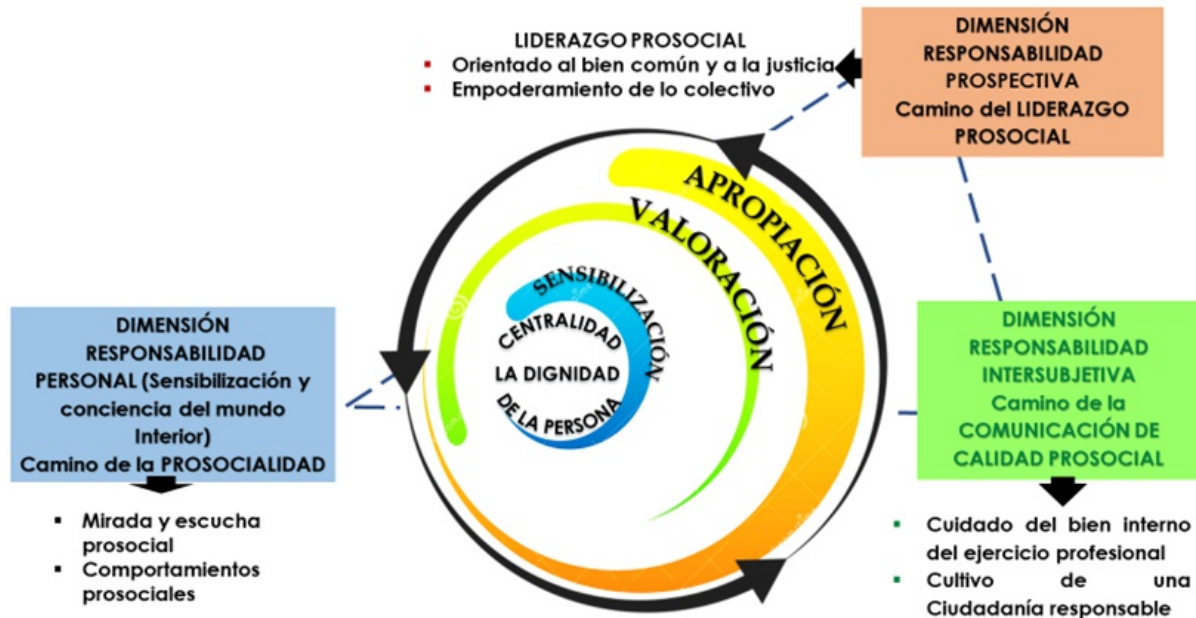 LIDERAZGO PROSOCIAL
▪ Orientado al bien común y a la justicia
▪ Empoderamiento de lo colectivo
DIMENSIÓN
RESPONSABILIDAD
PROSPECTIVA
Camino del LIDERAZGO
PROSOCIAL
APROPIACIÓN
VALORACIÓN
SENSIBILIZACIÓN
CENTRALIDAD
LA DIGNIDAD
DE LA PERSONA
DIMENSIÓN
RESPONSABILIDAD
PERSONAL (Sensibilización y
conciencia del mundo
Interior)
Camino de la PROSOCIALIDAD
▪ Mirada y escucha
prosocial
▪ Comportamientos
prosociales
DIMENSIÓN
RESPONSABILIDAD
INTERSUBJETIVA
Camino de la
COMUNICACIÓN DE
CALIDAD PROSOCIAL
▪ Cuidado del bien interno
del ejercicio profesional
▪ Cultivo de una
Ciudadanía responsable